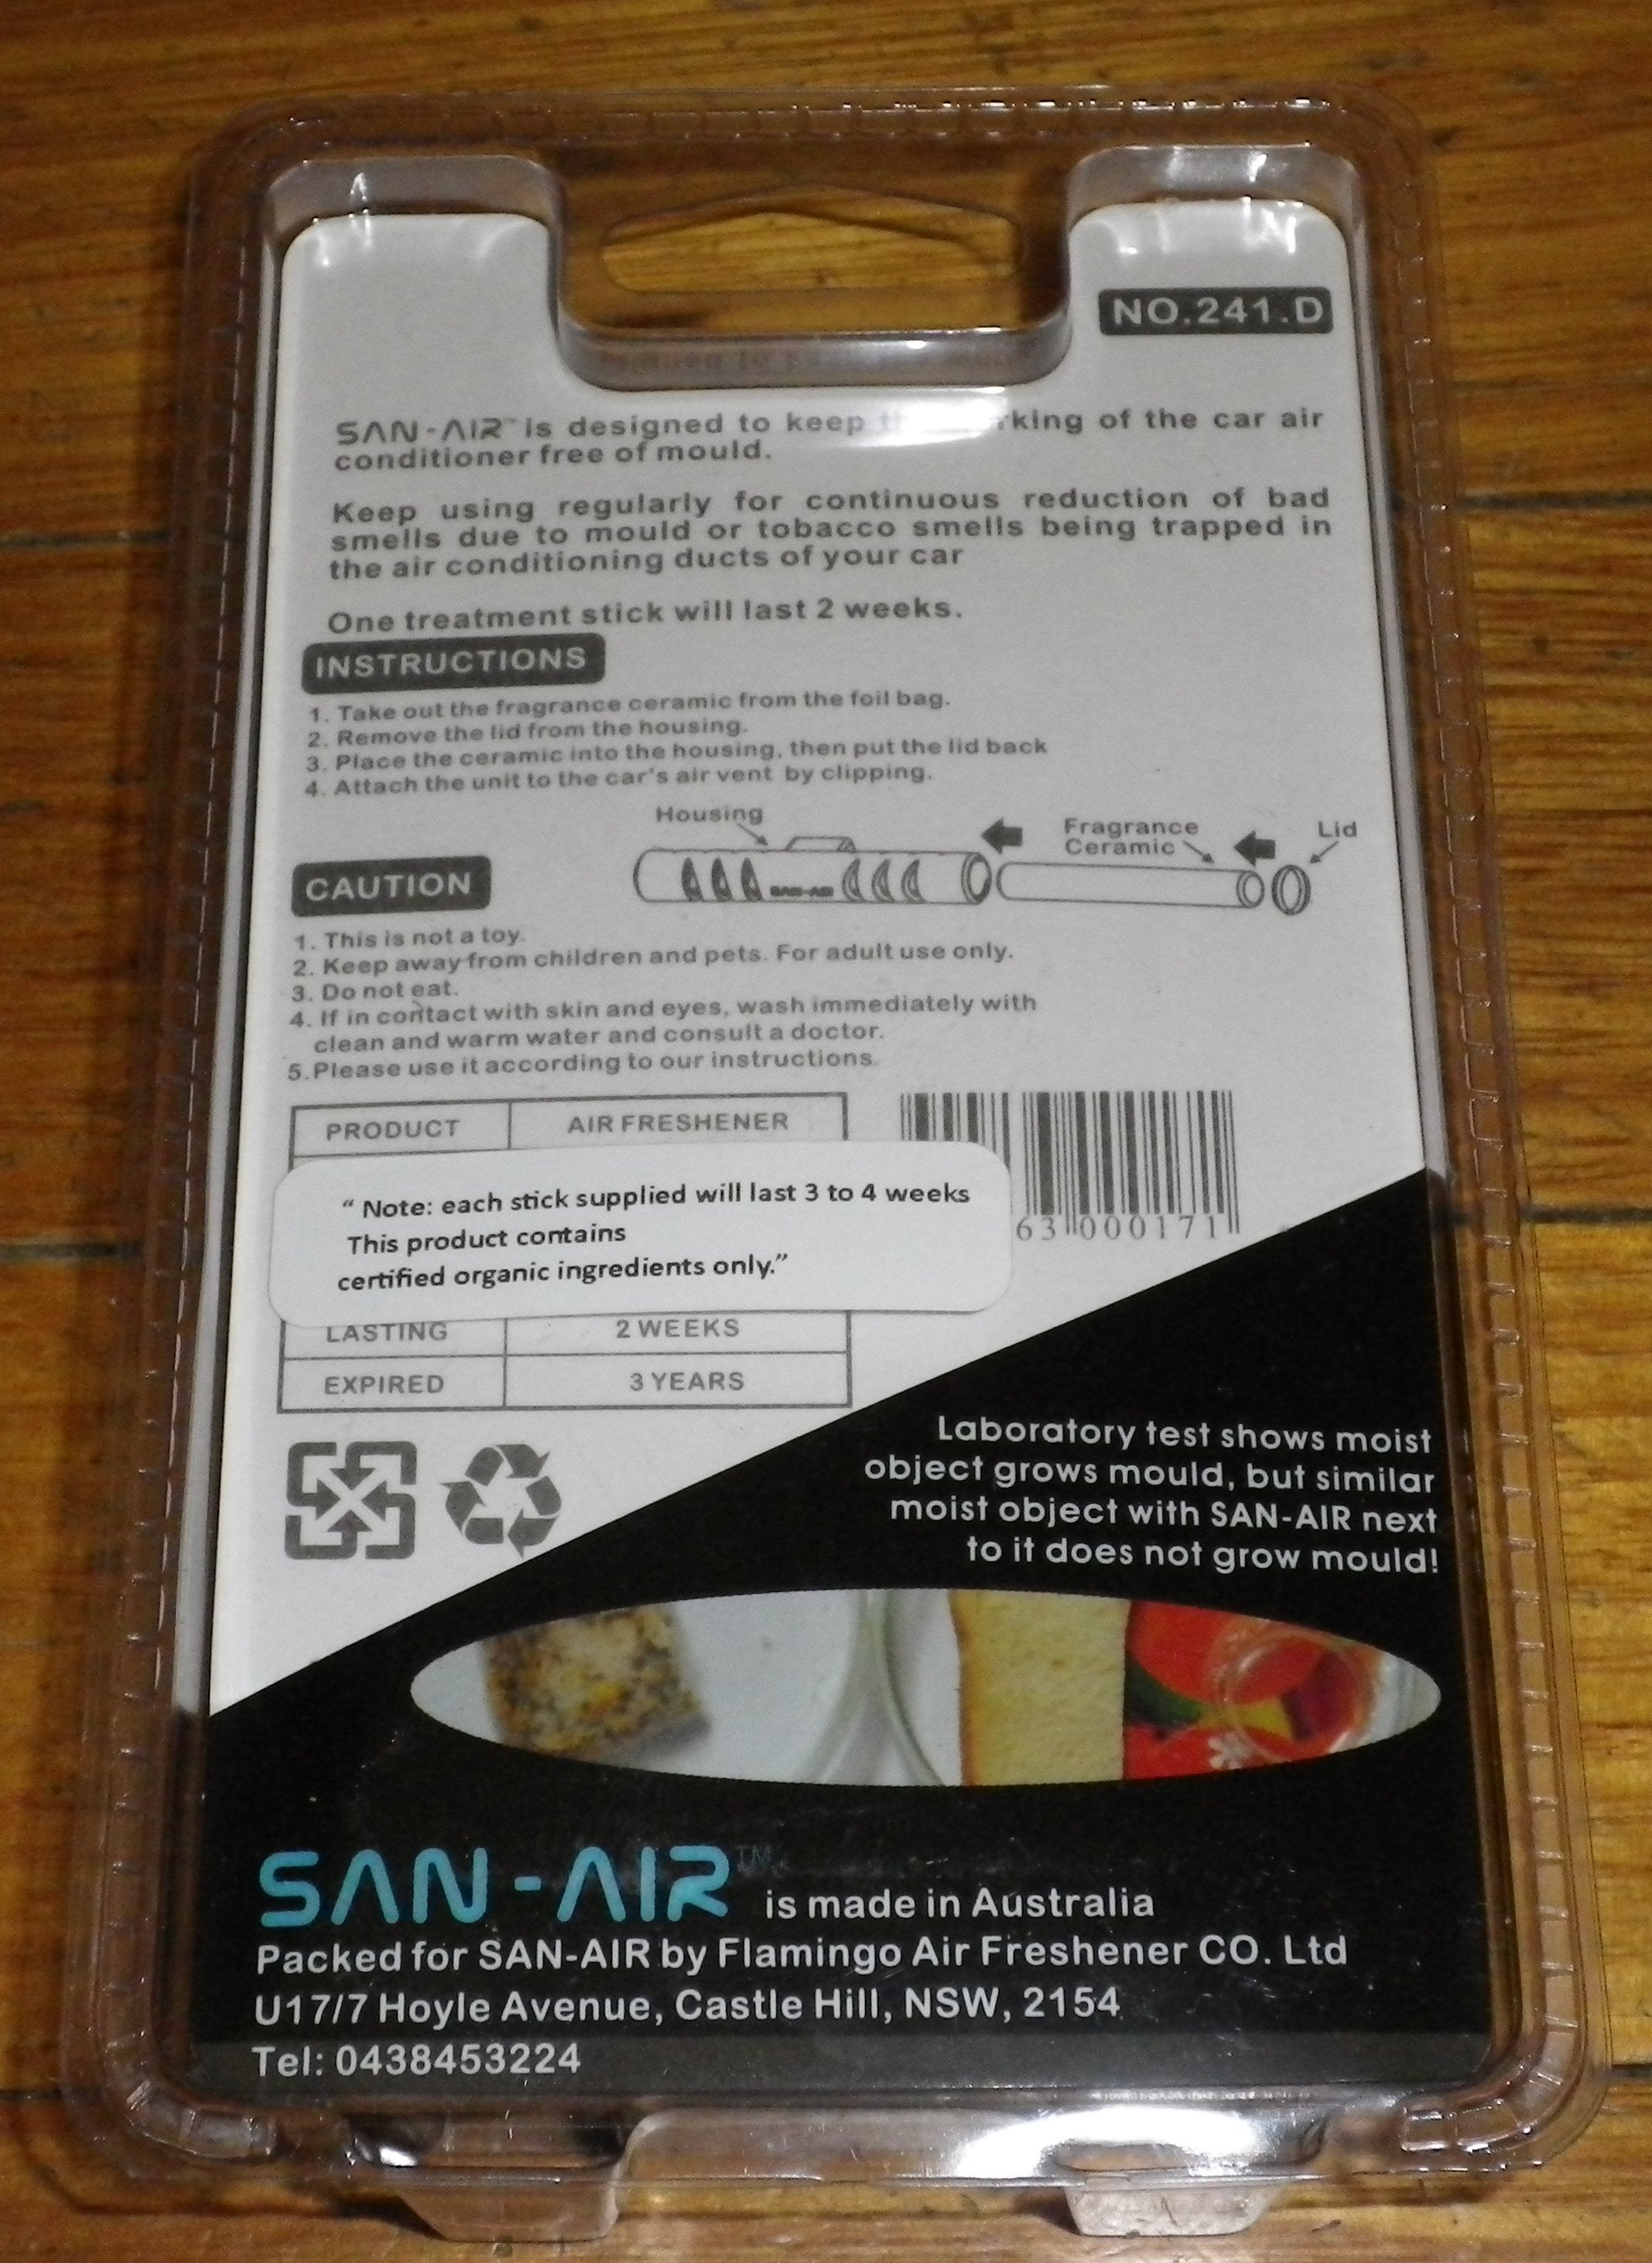 NO.241.D
SAN-AIR™ is designed to keep of the car air
conditioner free of mould.
Keep using regularly for continuous reduction of bad
smells due to mould or tobacco smells being trapped in
the air conditioning ducts of your car
One treatment stick will last 2 weeks.
INSTRUCTIONS
1. Take out the fragrance ceramic from the foil bag.
2. Remove the lid from the housing.
3. Place the ceramic into the housing, then put the lid back
4. Attach the unit to the car's air vent by clipping.
Housing
Fragrance
Ceramic
Lid
SAN-AIR
CAUTION
1. This is not a toy.
2. Keep away from children and pets. For adult use only.
3. Do not eat.
4. If in contact with skin and eyes, wash immediately with
clean and warm water and consult a doctor.
5.Please use it according to our instructions.
PRODUCT AIR FRESHENER
“ Note: each stick supplied will last 3 to 4 weeks
This product contains
certified organic ingredients only.”
63 000171
LASTING 2 WEEKS
EXPIRED 3 YEARS
Laboratory test shows moist
object grows mould, but similar
moist object with SAN-AIR next
to it does not grow mould!
SAN-AIR™ is made in Australia
Packed for SAN-AIR by Flamingo Air Freshener CO. Ltd
U17/7 Hoyle Avenue, Castle Hill, NSW, 2154
Tel: 0438453224